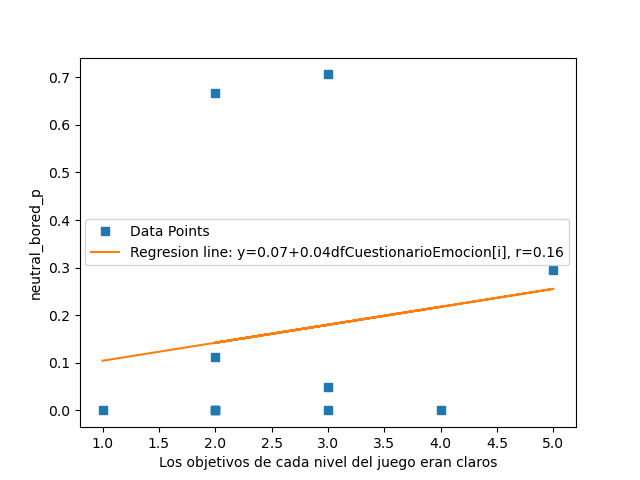 0.7
0.6
0.5
0.4
0.3
0.2
0.1
0.0
neutral_bored_p
Data Points
Regresion line: y=0.07+0.04dfCuestionarioEmocion[i], r=0.16
1.0 1.5 2.0 2.5 3.0 3.5 4.0 4.5 5.0
Los objetivos de cada nivel del juego eran claros